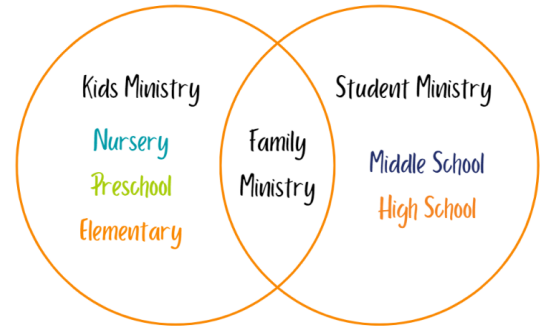 Kids Ministry
Nursery
Preschool
Elementary
Family
Ministry
Student Ministry
Middle School
High School